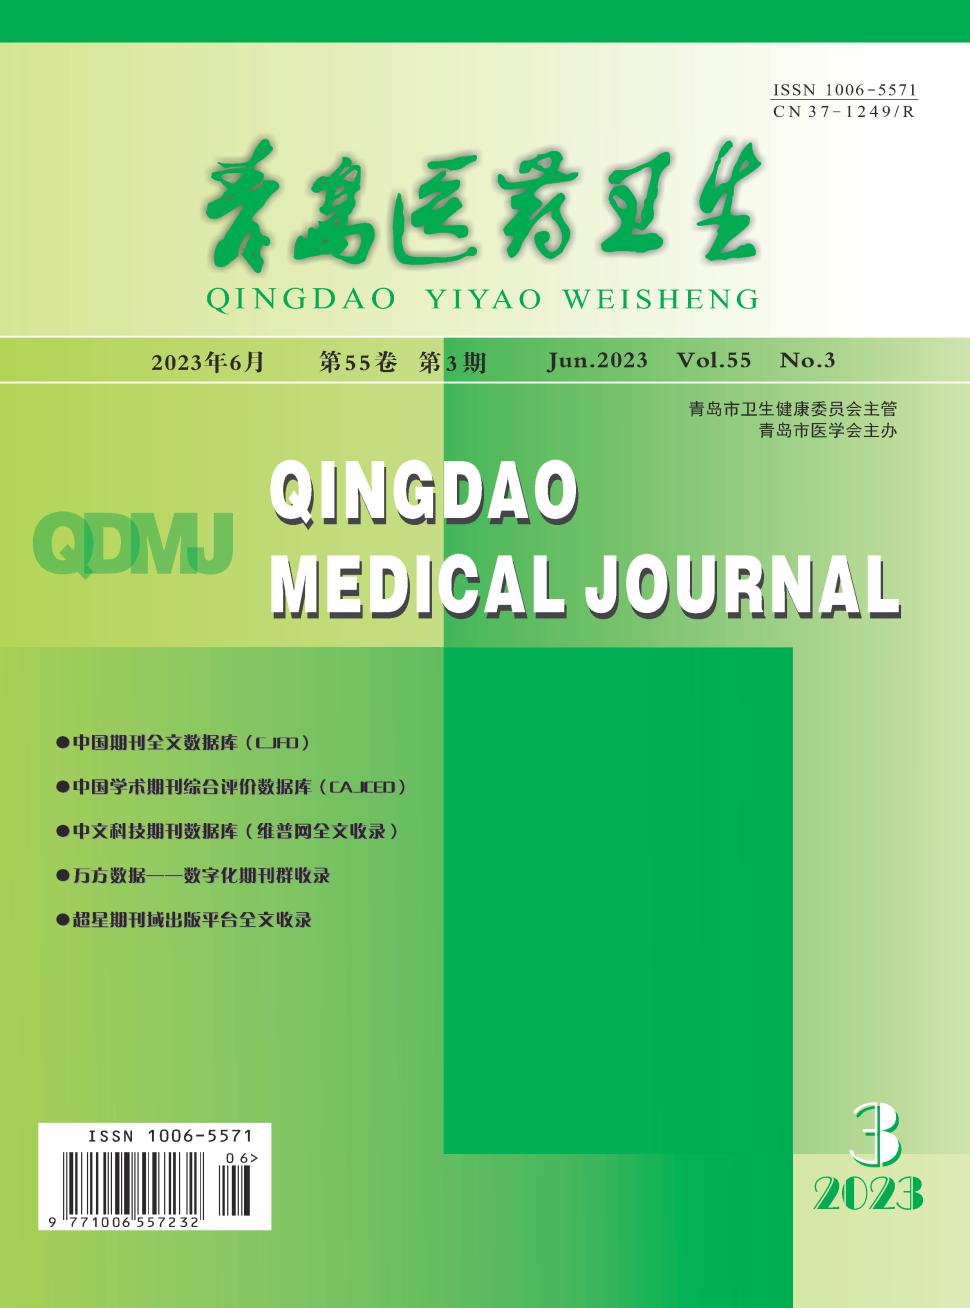 ISSN 1006-5571
CN 37-1249/R
青岛医药卫生
QINGDAO YIYAO WEISHENG
2023年6月 第55卷 第3期 Jun.2023 Vol.55 No.3
青岛市卫生健康委员会主管
青岛市医学会主办
QDMJ
QINGDAO
MEDICAL JOURNAL
●中国期刊全文数据库（CJFD）
●中国学术期刊综合评价数据库（CAJCED）
●中文科技期刊数据库（维普网全文收录）
●万方数据——数字化期刊群收录
●超星期刊域出版平台全文收录
ISSN 1006-5571
06>
9 771006 557232
3
2023